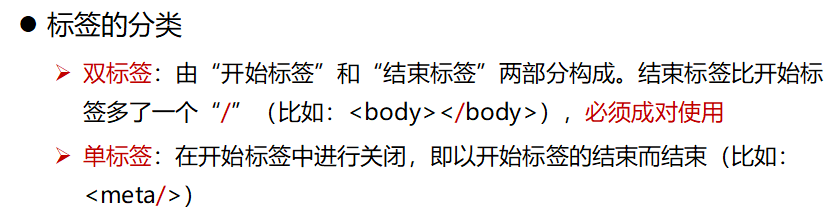 ● 标签的分类
➢ 双标签：由“开始标签”和“结束标签”两部分构成。结束标签比开始标
签多了一个“/”（比如：<body></body>），必须成对使用
➢ 单标签：在开始标签中进行关闭，即以开始标签的结束而结束（比如：
<meta/>）